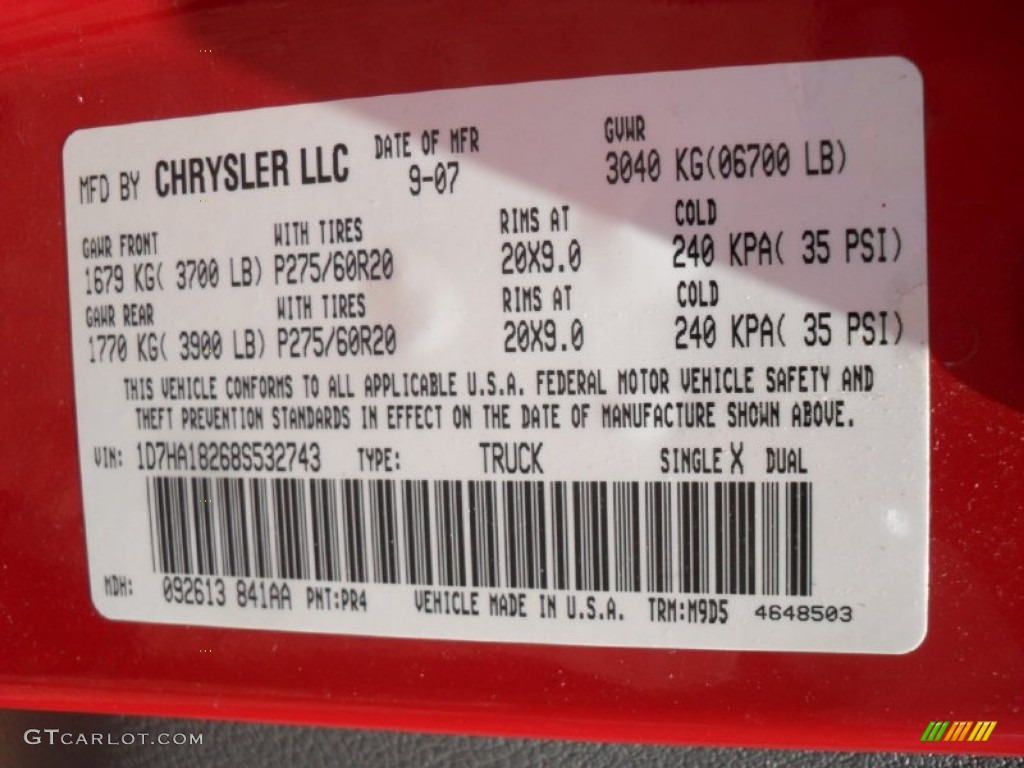 MFD BY CHRYSLER LLC DATE OF MFR GVWR
9-07 3040 KG(06700 LB)
GAWR FRONT WITH TIRES RIMS AT COLD
1679 KG( 3700 LB) P275/60R20 20X9.0 240 KPA( 35 PSI)
GAWR REAR WITH TIRES RIMS AT COLD
1770 KG( 3900 LB) P275/60R20 20X9.0 240 KPA( 35 PSI)
THIS VEHICLE CONFORMS TO ALL APPLICABLE U.S.A. FEDERAL MOTOR VEHICLE SAFETY AND
THEFT PREVENTION STANDARDS IN EFFECT ON THE DATE OF MANUFACTURE SHOWN ABOVE.
VIN: 1D7HA18268S532743 TYPE: TRUCK SINGLE X DUAL
MDH: 092613 841AA PNT:PR4 VEHICLE MADE IN U.S.A. TRM:M9D5 4648503
GTCARLOT.COM